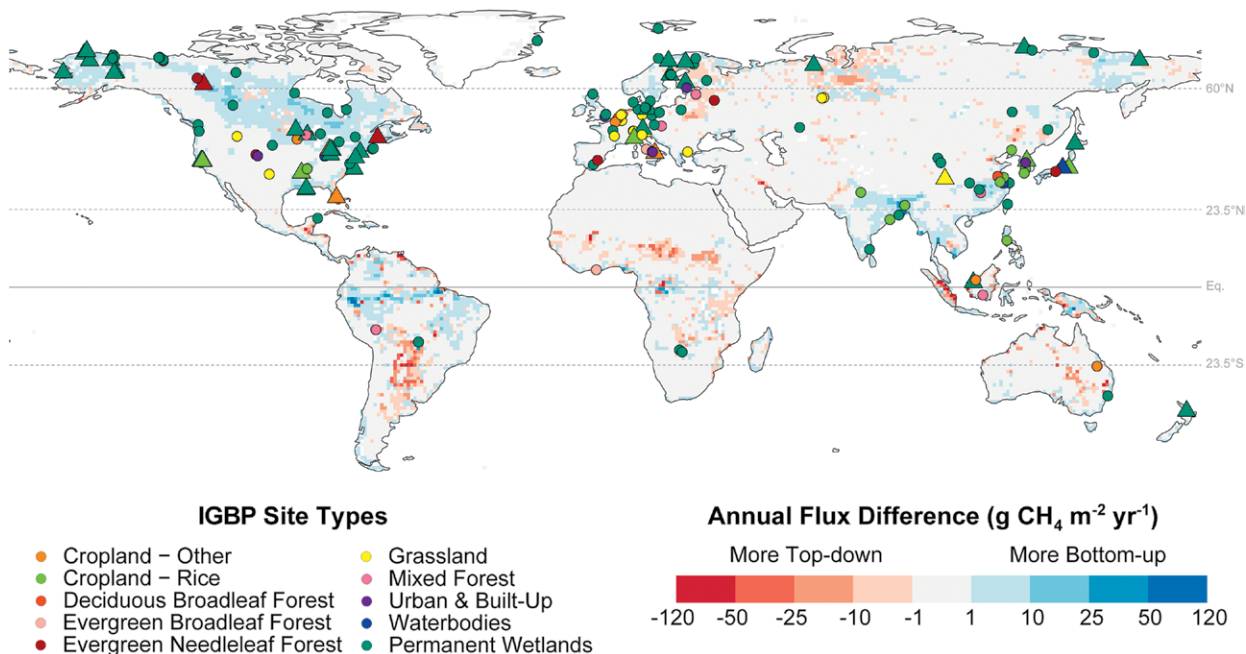 60°N
23.5°N
Eq.
23.5°S
IGBP Site Types
Cropland – Other
Cropland – Rice
Deciduous Broadleaf Forest
Evergreen Broadleaf Forest
Evergreen Needleleaf Forest
Grassland
Mixed Forest
Urban & Built-Up
Waterbodies
Permanent Wetlands
Annual Flux Difference (g CH₄ m⁻² yr⁻¹)
More Top-down More Bottom-up
-120 -50 -25 -10 -1 1 10 25 50 120